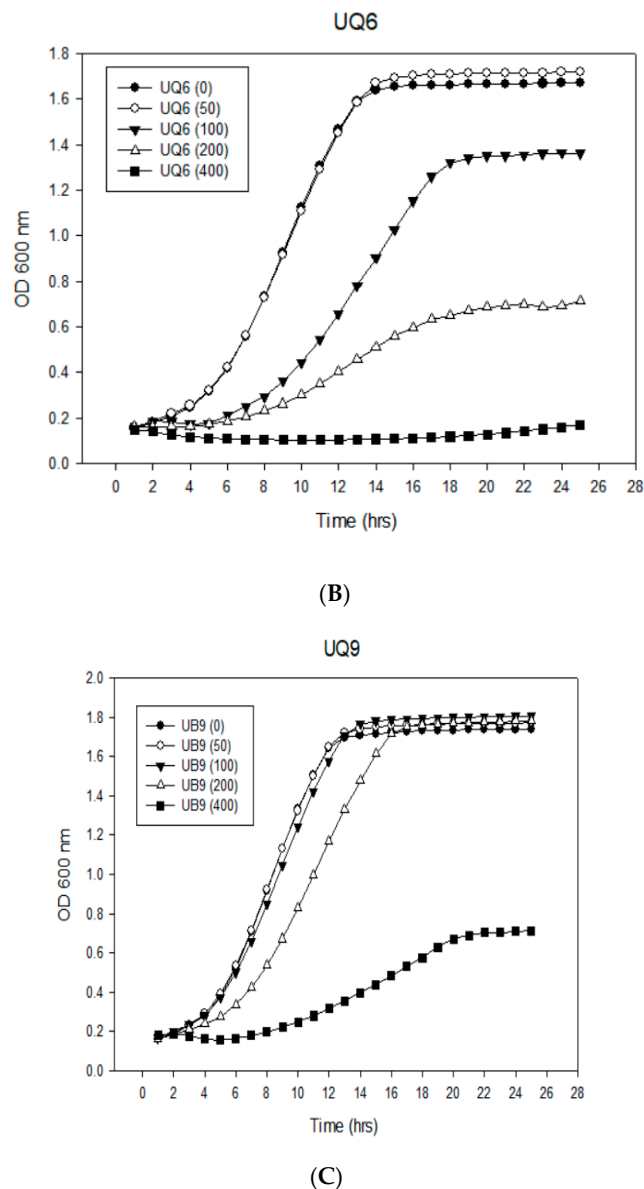 UQ6
1.8
1.6
1.4
1.2
1.0
0.8
0.6
0.4
0.2
0.0
OD 600 nm
UQ6 (0)
UQ6 (50)
UQ6 (100)
UQ6 (200)
UQ6 (400)
0 2 4 6 8 10 12 14 16 18 20 22 24 26 28
Time (hrs)
(B)
UQ9
2.0
1.8
1.6
1.4
1.2
1.0
0.8
0.6
0.4
0.2
0.0
OD 600 nm
UB9 (0)
UB9 (50)
UB9 (100)
UB9 (200)
UB9 (400)
0 2 4 6 8 10 12 14 16 18 20 22 24 26 28
Time (hrs)
(C)